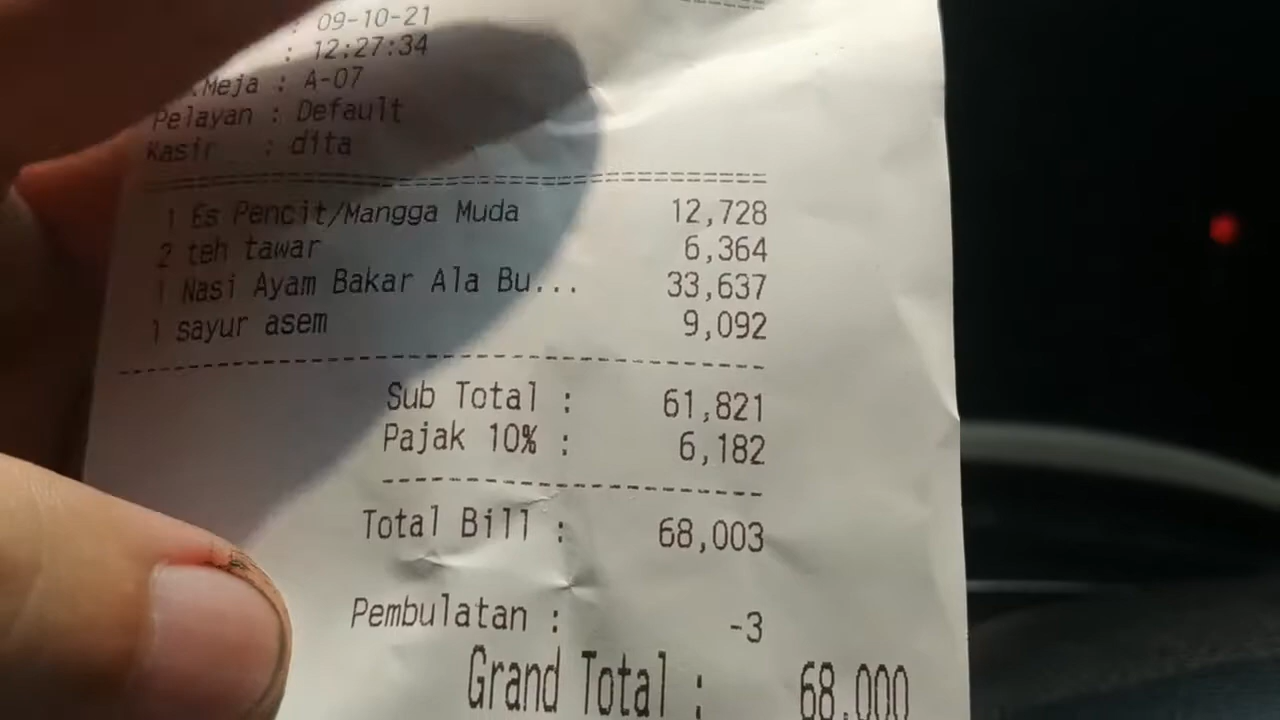 : 09-10-21
: 12:27:34
Meja : A-07
Pelayan : Default
Kasir : dita
1 Es Pencit/Mangga Muda 12,728
2 teh tawar 6,364
1 Nasi Ayam Bakar Ala Bu... 33,637
1 sayur asem 9,092
Sub Total : 61,821
Pajak 10% : 6,182
Total Bill : 68,003
Pembulatan : -3
Grand Total : 68,000